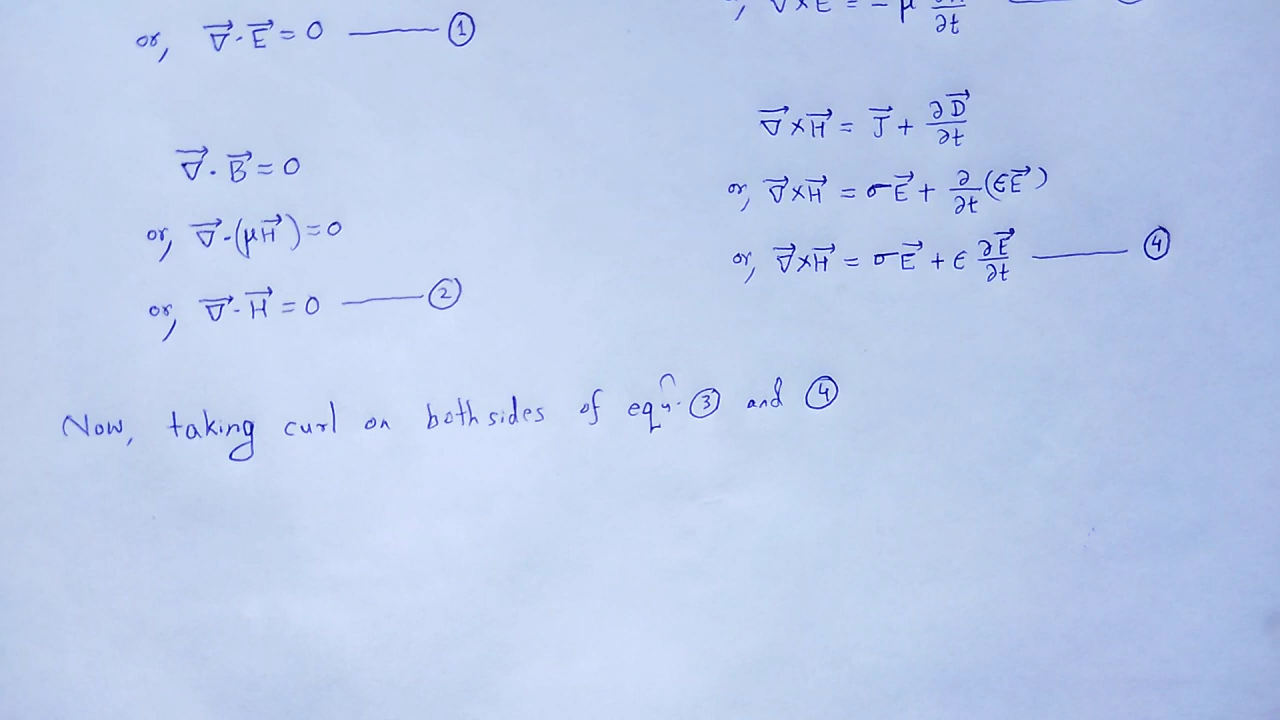 or, ∇⃗·E⃗ = 0 —— ①
∇⃗·B⃗ = 0
or, ∇⃗·(μH⃗) = 0
or, ∇⃗·H⃗ = 0 —— ②
∇×E = -μ ∂t
∇⃗×H⃗ = J⃗ + ∂D⃗/∂t
or, ∇⃗×H⃗ = σE⃗ + ∂/∂t(εE⃗)
or, ∇⃗×H⃗ = σE⃗ + ε ∂E⃗/∂t —— ④
Now, taking curl on both sides of eqn. ③ and ④